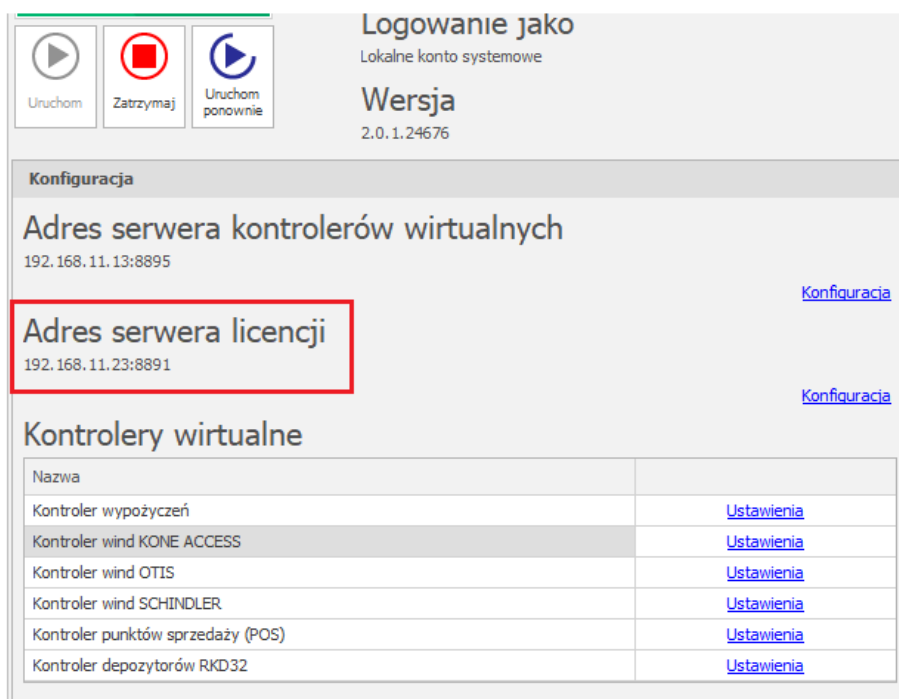 Logowanie jako
Lokalne konto systemowe
Uruchom
Zatrzymaj
Uruchom
ponownie
Wersja
2.0.1.24676
Konfiguracja
Adres serwera kontrolerów wirtualnych
192.168.11.13:8895
Konfiguracja
Adres serwera licencji
192.168.11.23:8891
Konfiguracja
Kontrolery wirtualne
Nazwa
Kontroler wypożyczeń Ustawienia
Kontroler wind KONE ACCESS Ustawienia
Kontroler wind OTIS Ustawienia
Kontroler wind SCHINDLER Ustawienia
Kontroler punktów sprzedaży (POS) Ustawienia
Kontroler depozytorów RKD32 Ustawienia